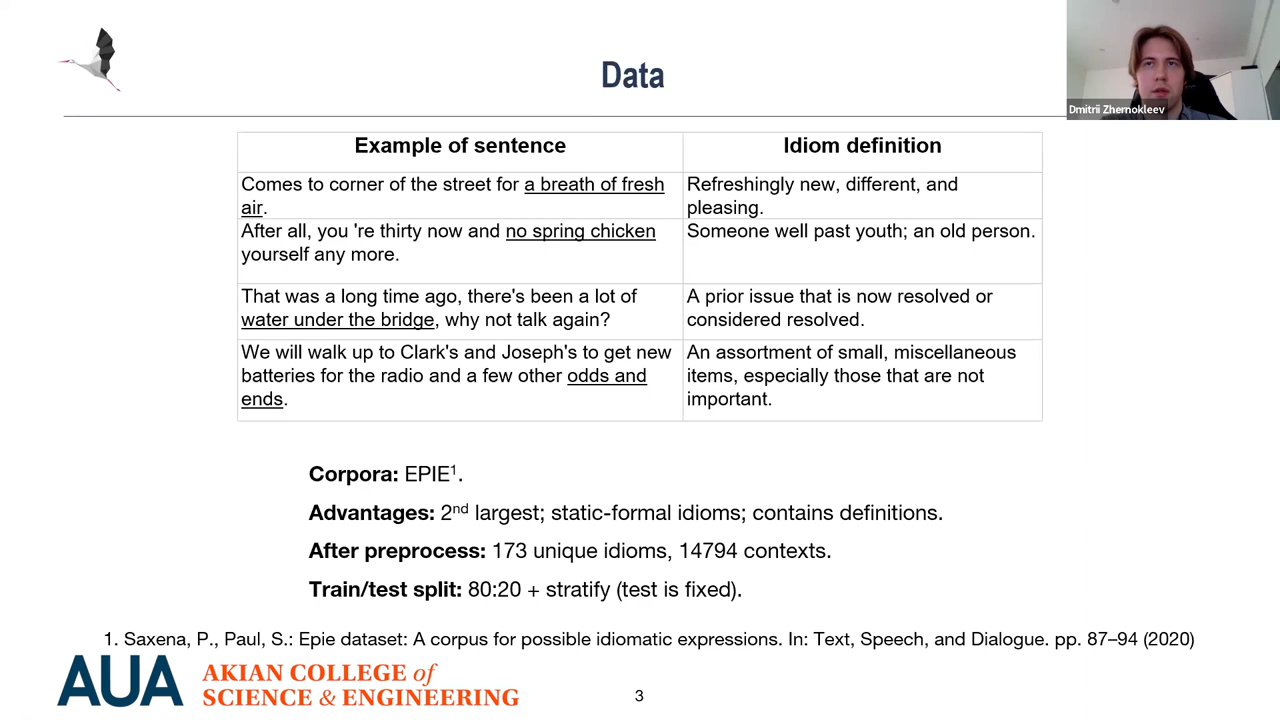 Data
Dmitrii Zhernokleev
Example of sentence
Idiom definition
Comes to corner of the street for a breath of fresh
air.
Refreshingly new, different, and
pleasing.
After all, you 're thirty now and no spring chicken
yourself any more.
Someone well past youth; an old person.
That was a long time ago, there's been a lot of
water under the bridge, why not talk again?
A prior issue that is now resolved or
considered resolved.
We will walk up to Clark's and Joseph's to get new
batteries for the radio and a few other odds and
ends.
An assortment of small, miscellaneous
items, especially those that are not
important.
Corpora: EPIE¹.
Advantages: 2nd largest; static-formal idioms; contains definitions.
After preprocess: 173 unique idioms, 14794 contexts.
Train/test split: 80:20 + stratify (test is fixed).
1. Saxena, P., Paul, S.: Epie dataset: A corpus for possible idiomatic expressions. In: Text, Speech, and Dialogue. pp. 87–94 (2020)
AUA
AKIAN COLLEGE of
SCIENCE & ENGINEERING
3